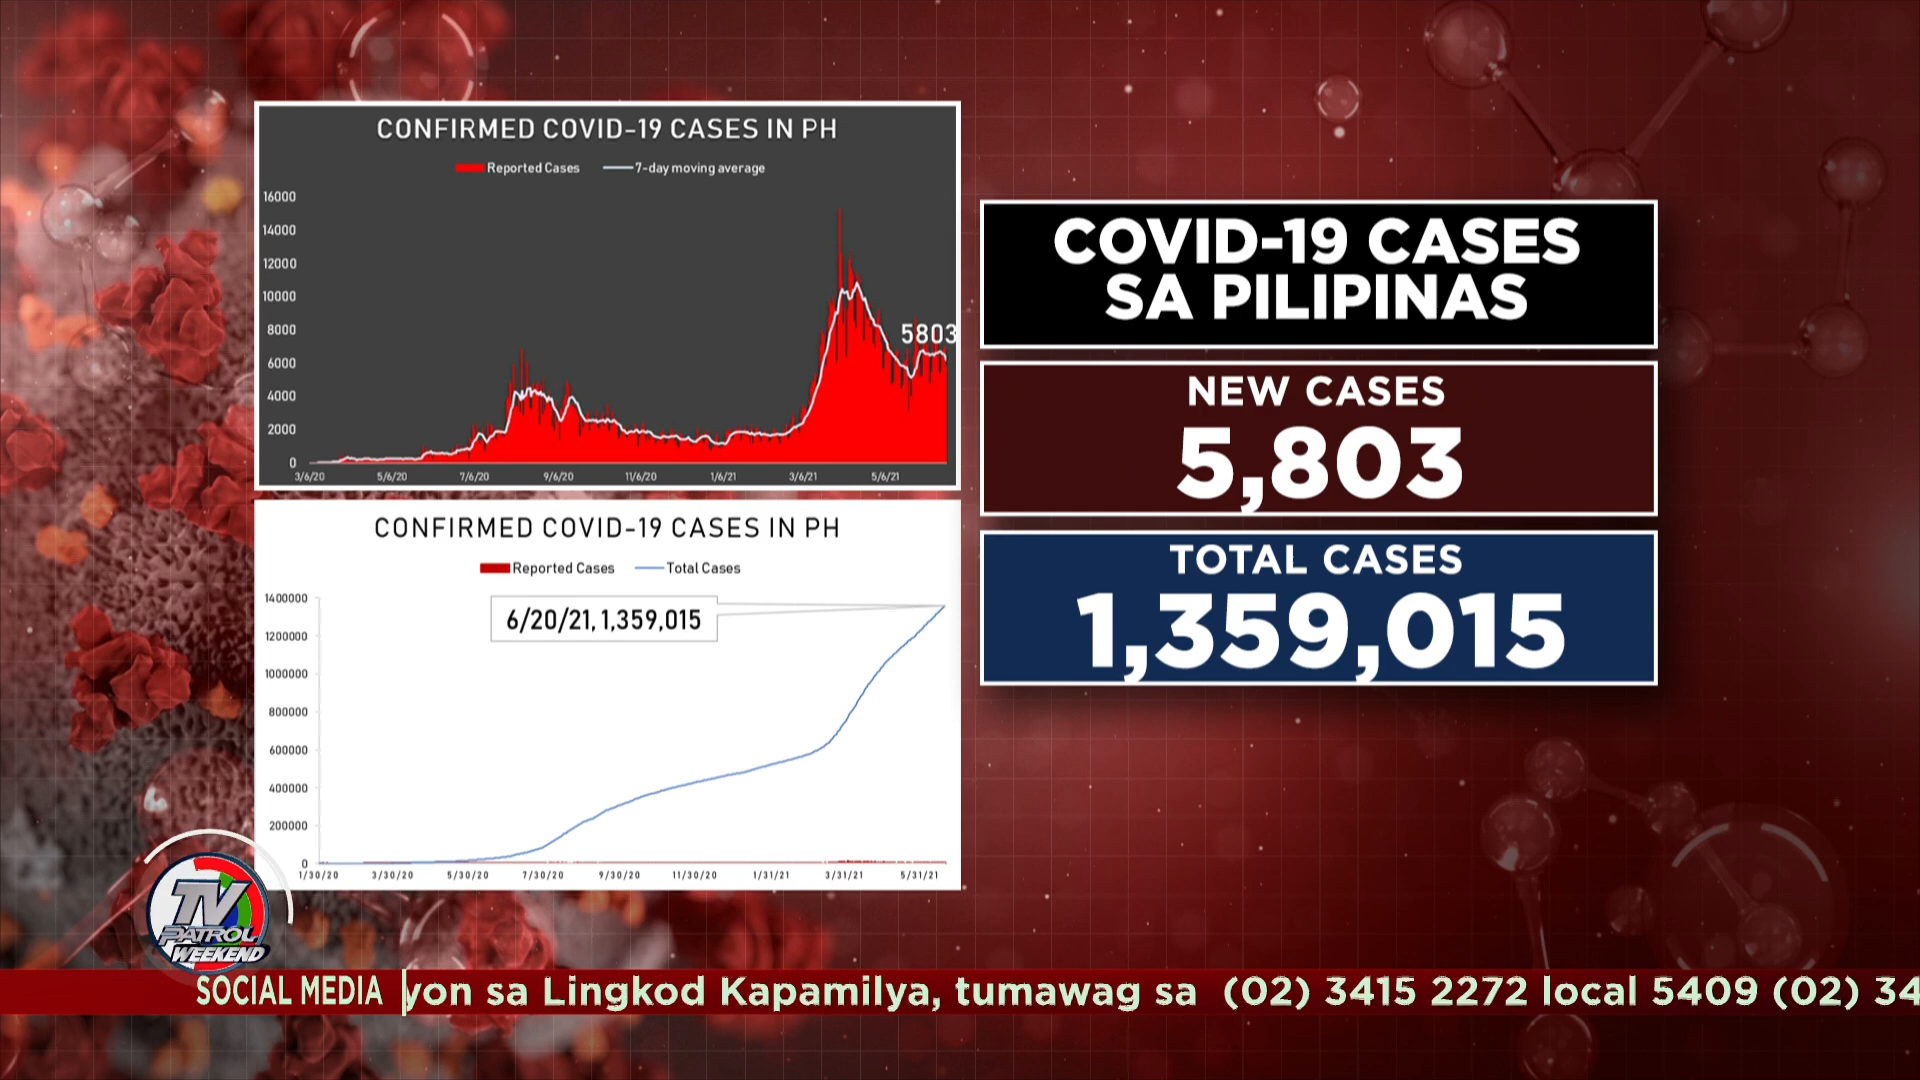 CONFIRMED COVID-19 CASES IN PH
Reported Cases 7-day moving average
16000
14000
12000
10000
8000
6000
4000
2000
0
5803
3/6/20 5/6/20 7/6/20 9/6/20 11/6/20 1/6/21 3/6/21 5/6/21
CONFIRMED COVID-19 CASES IN PH
Reported Cases Total Cases
6/20/21, 1,359,015
1400000
1200000
1000000
800000
600000
400000
200000
0
1/30/20 3/30/20 5/30/20 7/30/20 9/30/20 11/30/20 1/31/21 3/31/21 5/31/21
COVID-19 CASES
SA PILIPINAS
NEW CASES
5,803
TOTAL CASES
1,359,015
TV
PATROL
WEEKEND
SOCIAL MEDIA yon sa Lingkod Kapamilya, tumawag sa (02) 3415 2272 local 5409 (02) 34